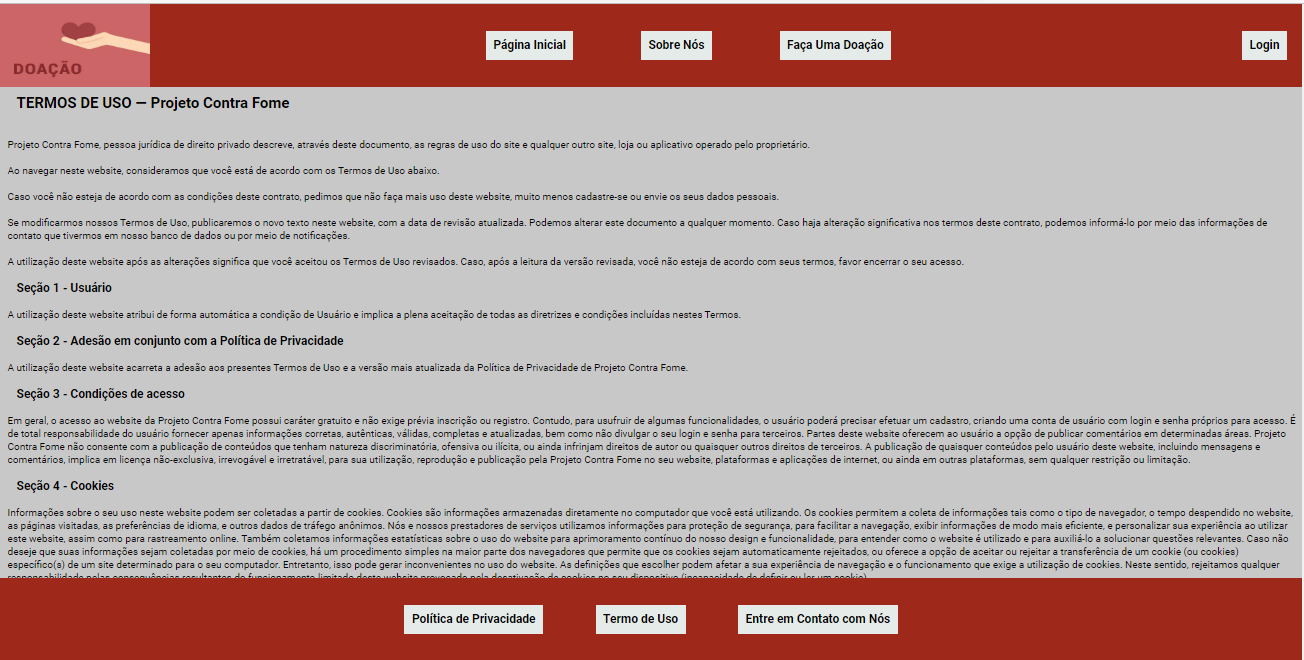 DOAÇÃO
Página Inicial
Sobre Nós
Faça Uma Doação
Login
TERMOS DE USO — Projeto Contra Fome
Projeto Contra Fome, pessoa jurídica de direito privado descreve, através deste documento, as regras de uso do site e qualquer outro site, loja ou aplicativo operado pelo proprietário.
Ao navegar neste website, consideramos que você está de acordo com os Termos de Uso abaixo.
Caso você não esteja de acordo com as condições deste contrato, pedimos que não faça mais uso deste website, muito menos cadastre-se ou envie os seus dados pessoais.
Se modificarmos nossos Termos de Uso, publicaremos o novo texto neste website, com a data de revisão atualizada. Podemos alterar este documento a qualquer momento. Caso haja alteração significativa nos termos deste contrato, podemos informá-lo por meio das informações de
contato que tivermos em nosso banco de dados ou por meio de notificações.
A utilização deste website após as alterações significa que você aceitou os Termos de Uso revisados. Caso, após a leitura da versão revisada, você não esteja de acordo com seus termos, favor encerrar o seu acesso.
Seção 1 - Usuário
A utilização deste website atribui de forma automática a condição de Usuário e implica a plena aceitação de todas as diretrizes e condições incluídas nestes Termos.
Seção 2 - Adesão em conjunto com a Política de Privacidade
A utilização deste website acarreta a adesão aos presentes Termos de Uso e a versão mais atualizada da Política de Privacidade de Projeto Contra Fome.
Seção 3 - Condições de acesso
Em geral, o acesso ao website da Projeto Contra Fome possui caráter gratuito e não exige prévia inscrição ou registro. Contudo, para usufruir de algumas funcionalidades, o usuário poderá precisar efetuar um cadastro, criando uma conta de usuário com login e senha próprios para acesso. É
de total responsabilidade do usuário fornecer apenas informações corretas, autênticas, válidas, completas e atualizadas, bem como não divulgar o seu login e senha para terceiros. Partes deste website oferecem ao usuário a opção de publicar comentários em determinadas áreas. Projeto
Contra Fome não consente com a publicação de conteúdos que tenham natureza discriminatória, ofensiva ou ilícita, ou ainda infrinjam direitos de autor ou quaisquer outros direitos de terceiros. A publicação de quaisquer conteúdos pelo usuário deste website, incluindo mensagens e
comentários, implica em licença não-exclusiva, irrevogável e irretratável, para sua utilização, reprodução e publicação pela Projeto Contra Fome no seu website, plataformas e aplicações de internet, ou ainda em outras plataformas, sem qualquer restrição ou limitação.
Seção 4 - Cookies
Informações sobre o seu uso neste website podem ser coletadas a partir de cookies. Cookies são informações armazenadas diretamente no computador que você está utilizando. Os cookies permitem a coleta de informações tais como o tipo de navegador, o tempo despendido no website,
as páginas visitadas, as preferências de idioma, e outros dados de tráfego anônimos. Nós e nossos prestadores de serviços utilizamos informações para proteção de segurança, para facilitar a navegação, exibir informações de modo mais eficiente, e personalizar sua experiência ao utilizar
este website, assim como para rastreamento online. Também coletamos informações estatísticas sobre o uso do website para aprimoramento contínuo do nosso design e funcionalidade, para entender como o website é utilizado e para auxiliá-lo a solucionar questões relevantes. Caso não
deseje que suas informações sejam coletadas por meio de cookies, há um procedimento simples na maior parte dos navegadores que permite que os cookies sejam automaticamente rejeitados, ou oferece a opção de aceitar ou rejeitar a transferência de um cookie (ou cookies)
específico(s) de um site determinado para o seu computador. Entretanto, isso pode gerar inconvenientes no uso do website. As definições que escolher podem afetar a sua experiência de navegação e o funcionamento que exige a utilização de cookies. Neste sentido, rejeitamos qualquer
responsabilidade pelas consequências resultantes do funcionamento limitado deste website provocado pela desativação de cookies no seu dispositivo (incapacidade de definir ou ler um cookie).
Política de Privacidade
Termo de Uso
Entre em Contato com Nós